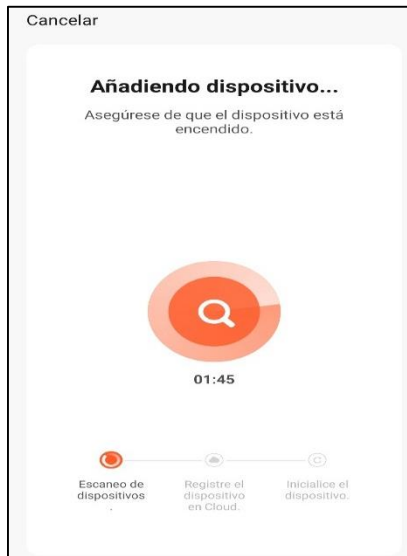 Cancelar
Añadiendo dispositivo...
Asegúrese de que el dispositivo está
encendido.
01:45
Escaneo de
dispositivos
.
Registre el
dispositivo
en Cloud.
Inicialice el
dispositivo.